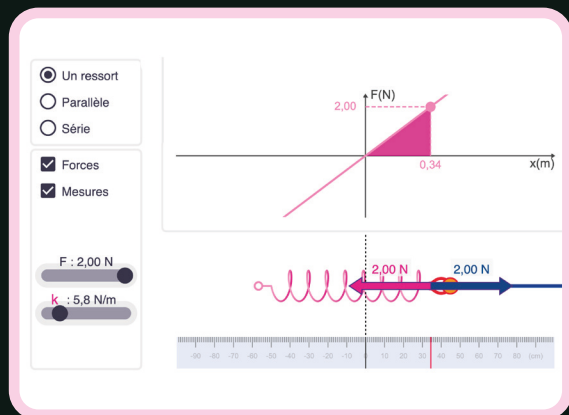 Un ressort
Parallèle
Série
Forces
Mesures
F : 2,00 N
k : 5,8 N/m
F(N)
2,00
0,34
x(m)
2,00 N 2,00 N
-90 -80 -70 -60 -50 -40 -30 -20 -10 0 10 20 30 40 50 60 70 80 (cm)